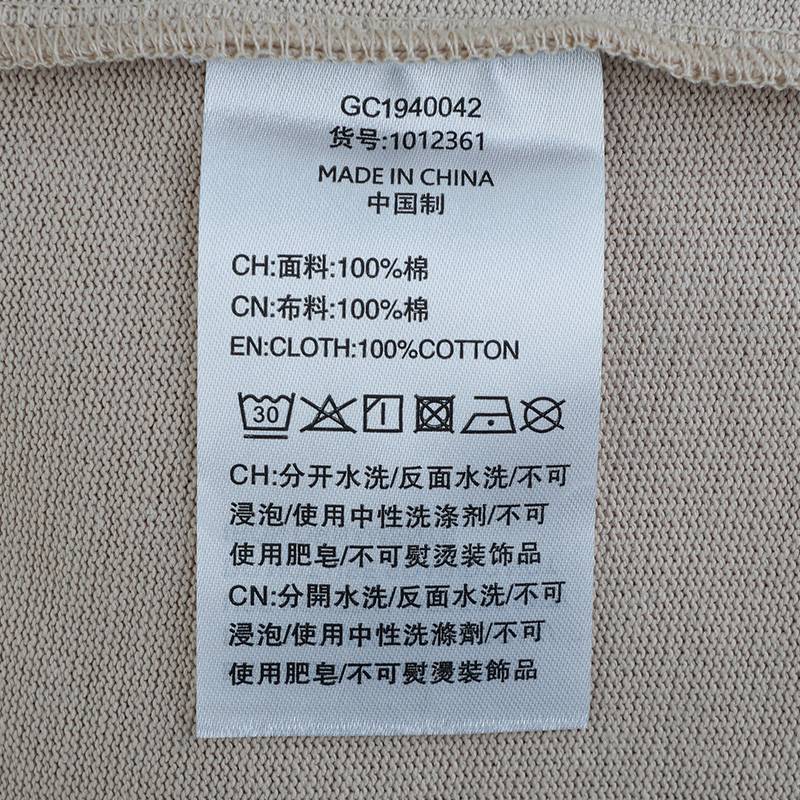 GC1940042
货号:1012361
MADE IN CHINA
中国制
CH:面料:100%棉
CN:布料:100%棉
EN:CLOTH:100%COTTON
30
CH:分开水洗/反面水洗/不可
浸泡/使用中性洗涤剂/不可
使用肥皂/不可熨烫装饰品
CN:分開水洗/反面水洗/不可
浸泡/使用中性洗滌劑/不可
使用肥皂/不可熨燙裝飾品